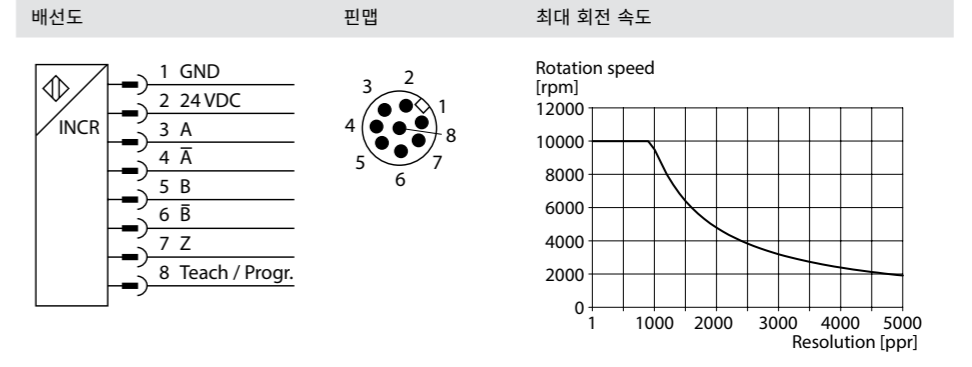 배선도
핀맵
최대 회전 속도
INCR
1 GND
2 24 VDC
3 A
4 A̅
5 B
6 B̅
7 Z
8 Teach / Progr.
3 2
1
4
8
5
7
6
Rotation speed
[rpm]
12000
10000
8000
6000
4000
2000
0
1 1000 2000 3000 4000 5000
Resolution [ppr]